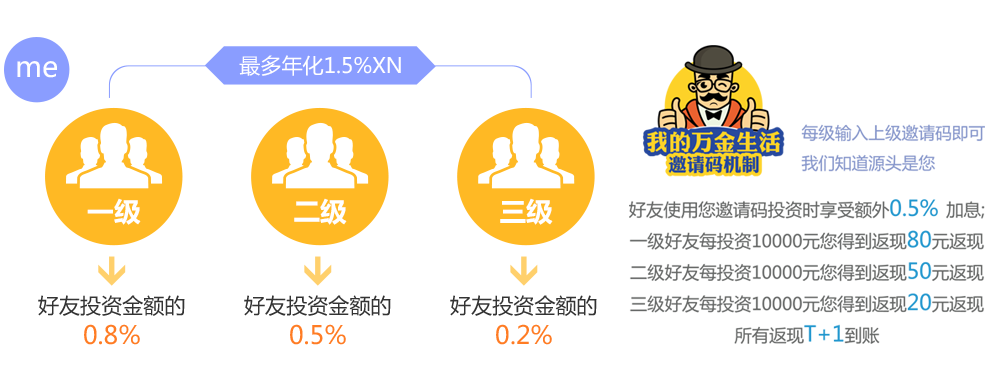 me
最多年化1.5%XN
一级
二级
三级
好友投资金额的
0.8%
好友投资金额的
0.5%
好友投资金额的
0.2%
我的万金生活
邀请码机制
每级输入上级邀请码即可
我们知道源头是您
好友使用您邀请码投资时享受额外0.5% 加息;
一级好友每投资10000元您得到返现80元返现
二级好友每投资10000元您得到返现50元返现
三级好友每投资10000元您得到返现20元返现
所有返现T+1到账